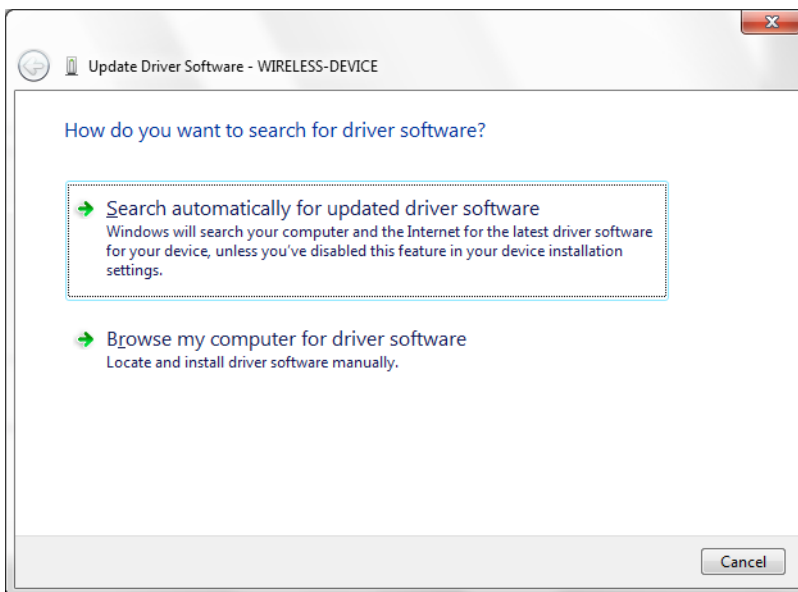 Update Driver Software - WIRELESS-DEVICE
How do you want to search for driver software?
Search automatically for updated driver software
Windows will search your computer and the Internet for the latest driver software
for your device, unless you've disabled this feature in your device installation
settings.
Browse my computer for driver software
Locate and install driver software manually.
Cancel